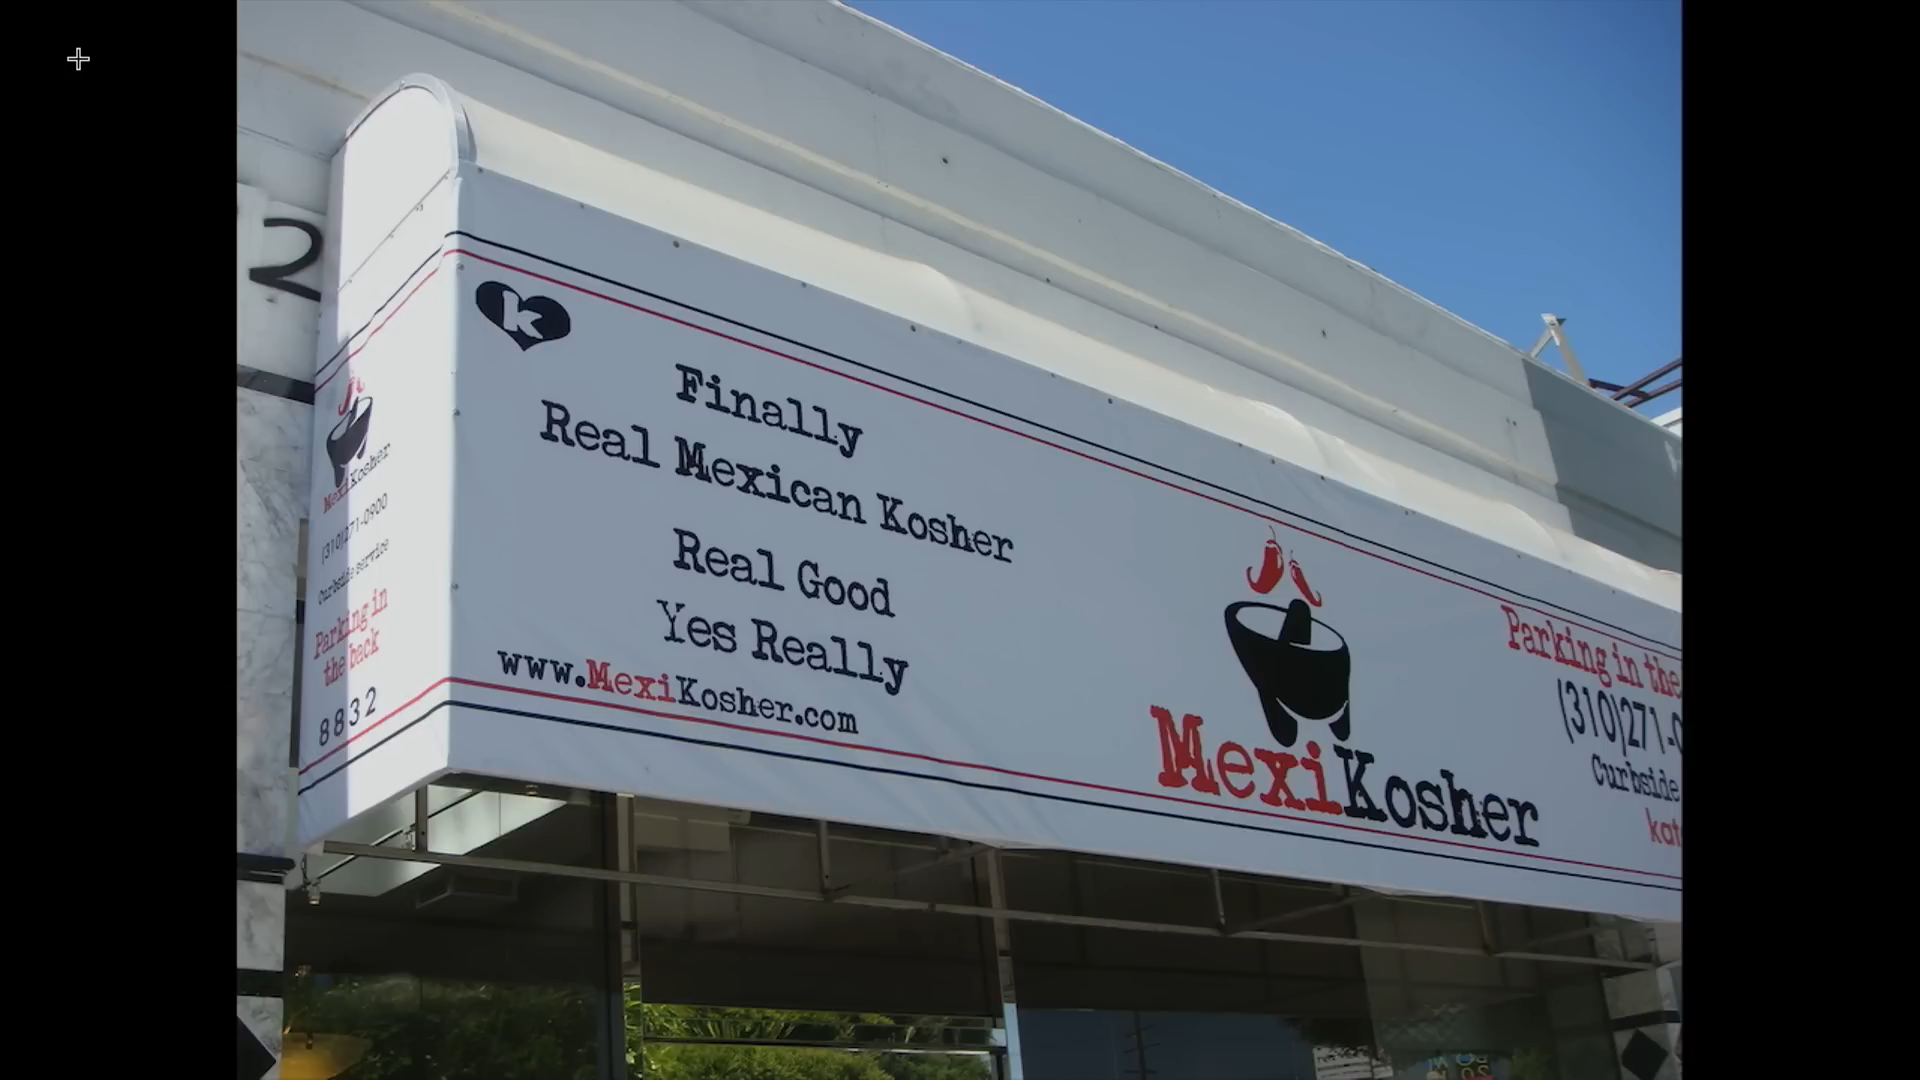 2
k
Finally
Real Mexican Kosher
Real Good
Yes Really
www.MexiKosher.com
MexiKosher
(310)271-0900
Curbside service
Parking in
the back
8832
MexiKosher
Parking in the
(310)271-0
Curbside